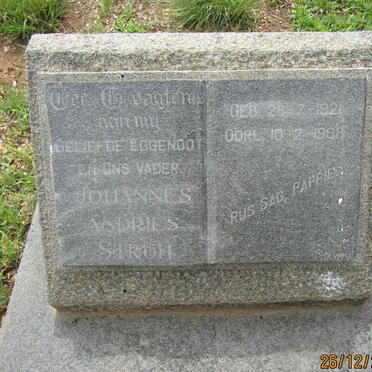 Ter Gedagtenis
aan my
GELIEFDE EGGENOOT
EN ONS VADER
JOHANNES
ANDRIES
STROH
GEB. 28-7-1921
OORL. 10-2-1968
RUS SAG, PAPPIE.
26/12/2